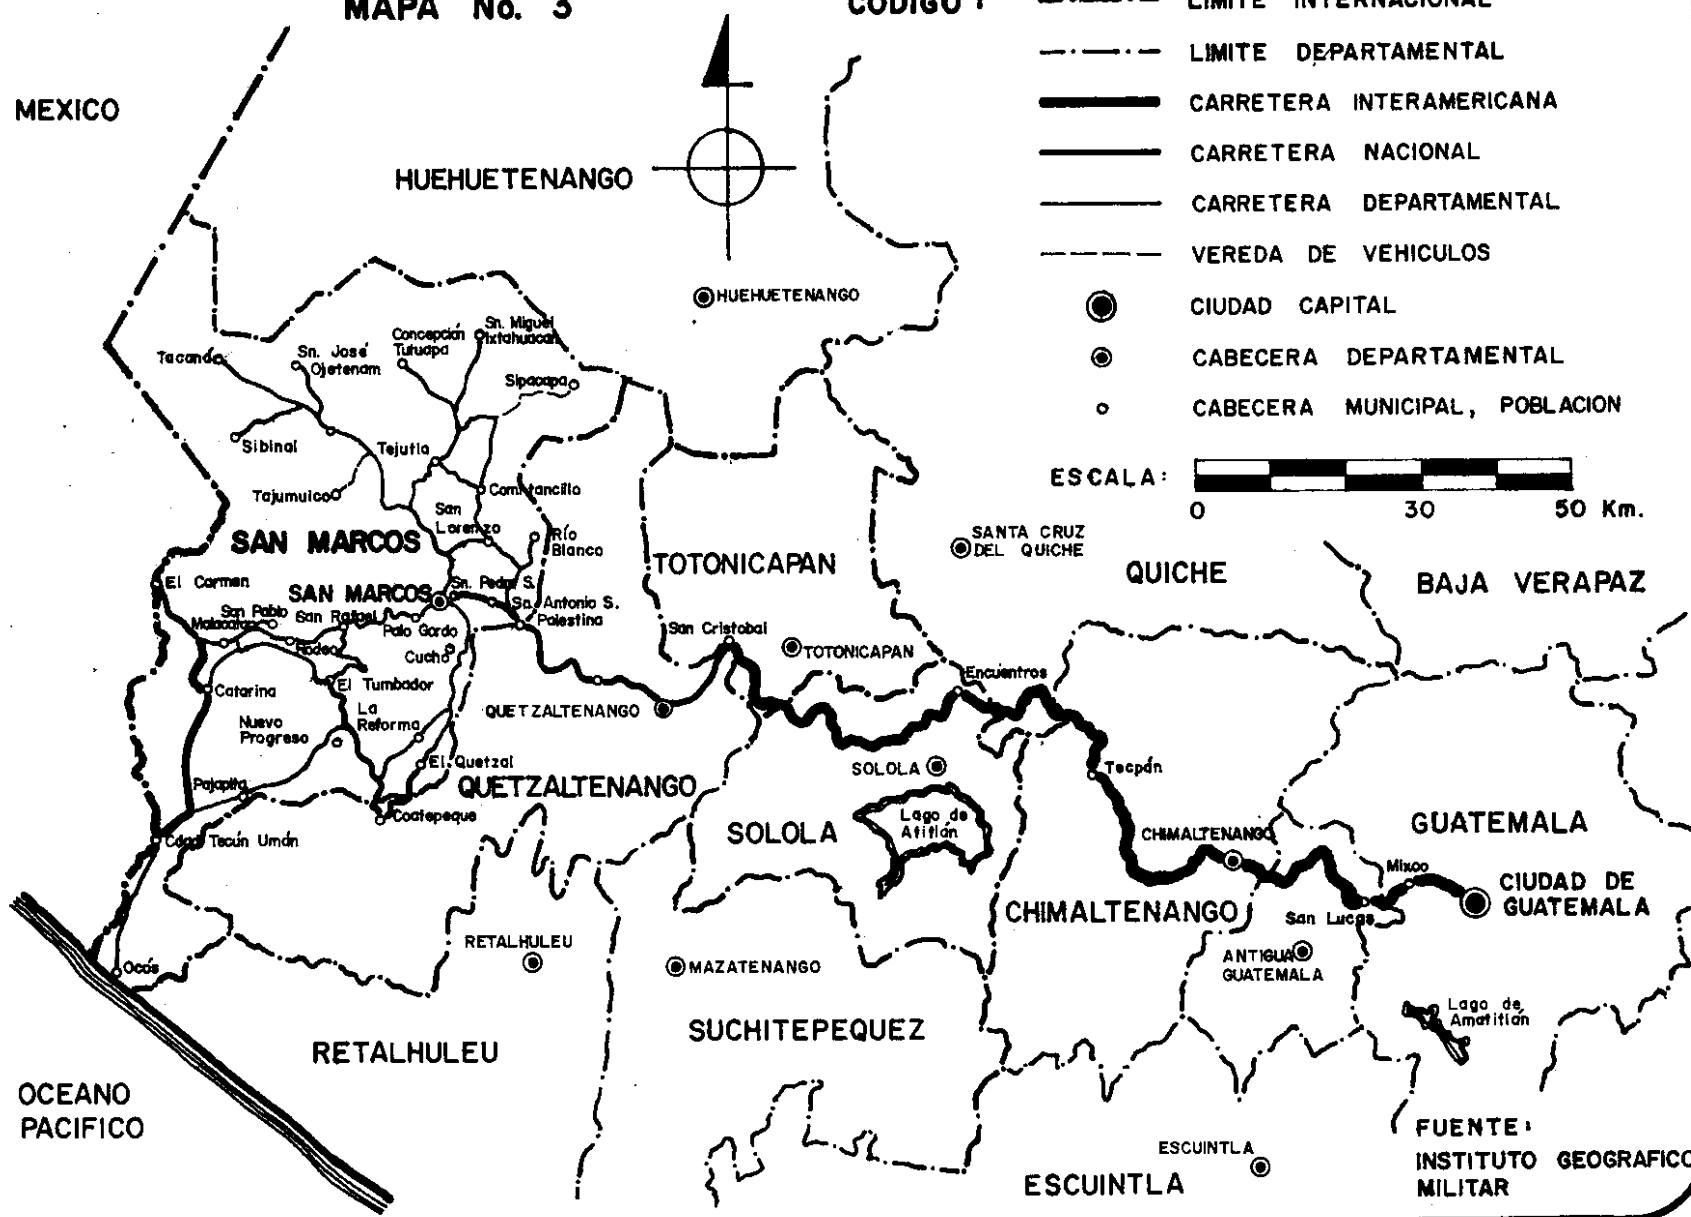 MAPA No. 3
CODIGO :
LIMITE INTERNACIONAL
LIMITE DEPARTAMENTAL
CARRETERA INTERAMERICANA
CARRETERA NACIONAL
CARRETERA DEPARTAMENTAL
VEREDA DE VEHICULOS
CIUDAD CAPITAL
CABECERA DEPARTAMENTAL
CABECERA MUNICIPAL, POBLACION
ESCALA:
0 30 50 Km.
MEXICO
HUEHUETENANGO
HUEHUETENANGO
Tacaná
Sn. José
Ojetenam
Concepción
Tutuapa
Sn. Miguel
Ixtahuacan
Sipacapa
Sibinal
Tejutla
Tajumulco
Comitancillo
San
Lorenzo
Río
Blanco
SAN MARCOS
SAN MARCOS
El Carmen
San Pablo
Malacatan
San Rafael
Rodeo
Palo Gordo
Sn. Pedro S.
Sn. Antonio S.
Palestina
Cucho
Catarina
El Tumbador
La
Reforma
Nuevo
Progreso
El Quetzal
Pajapita
Coatepeque
Cdad. Tecún Umán
Ocós
TOTONICAPAN
San Cristobal
TOTONICAPAN
QUETZALTENANGO
QUETZALTENANGO
SANTA CRUZ
DEL QUICHE
QUICHE
BAJA VERAPAZ
Encuentros
SOLOLA
SOLOLA
Lago de
Atitlán
Tecpán
CHIMALTENANGO
CHIMALTENANGO
GUATEMALA
Mixco
CIUDAD DE
GUATEMALA
San Lucas
ANTIGUA
GUATEMALA
Lago de
Amatitlán
RETALHULEU
RETALHULEU
MAZATENANGO
SUCHITEPEQUEZ
ESCUINTLA
ESCUINTLA
OCEANO
PACIFICO
FUENTE:
INSTITUTO GEOGRAFICO
MILITAR